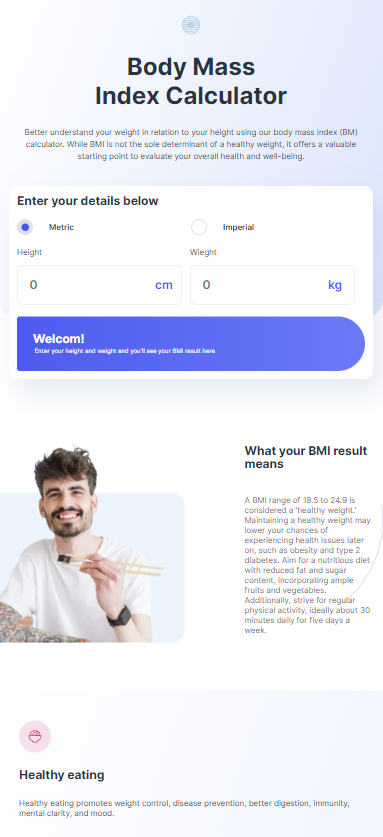 Body Mass
Index Calculator
Better understand your weight in relation to your height using our body mass index (BM)
calculator. While BMI is not the sole determinant of a healthy weight, it offers a valuable
starting point to evaluate your overall health and well-being.
Enter your details below
Metric
Imperial
Height
Wieght
0
cm
0
kg
Welcom!
Enter your height and weight and you'll see your BMI result here
What your BMI result
means
A BMI range of 18.5 to 24.9 is
considered a 'healthy weight.'
Maintaining a healthy weight may
lower your chances of
experiencing health issues later
on, such as obesity and type 2
diabetes. Aim for a nutritious diet
with reduced fat and sugar
content, incorporating ample
fruits and vegetables.
Additionally, strive for regular
physical activity, ideally about 30
minutes daily for five days a
week.
Healthy eating
Healthy eating promotes weight control, disease prevention, better digestion, immunity,
mental clarity, and mood.